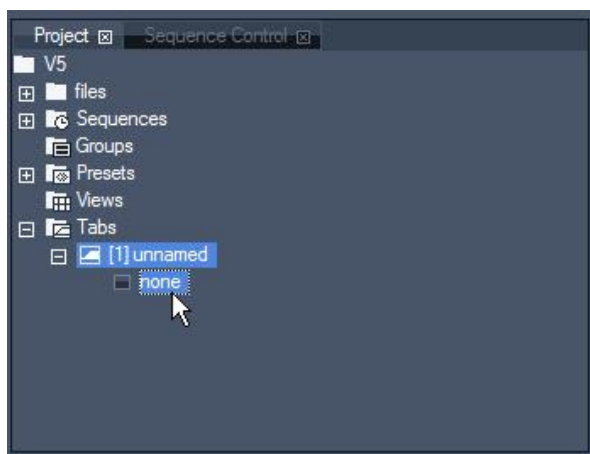 Project Sequence Control
V5
files
Sequences
Groups
Presets
Views
Tabs
[1] unnamed
none